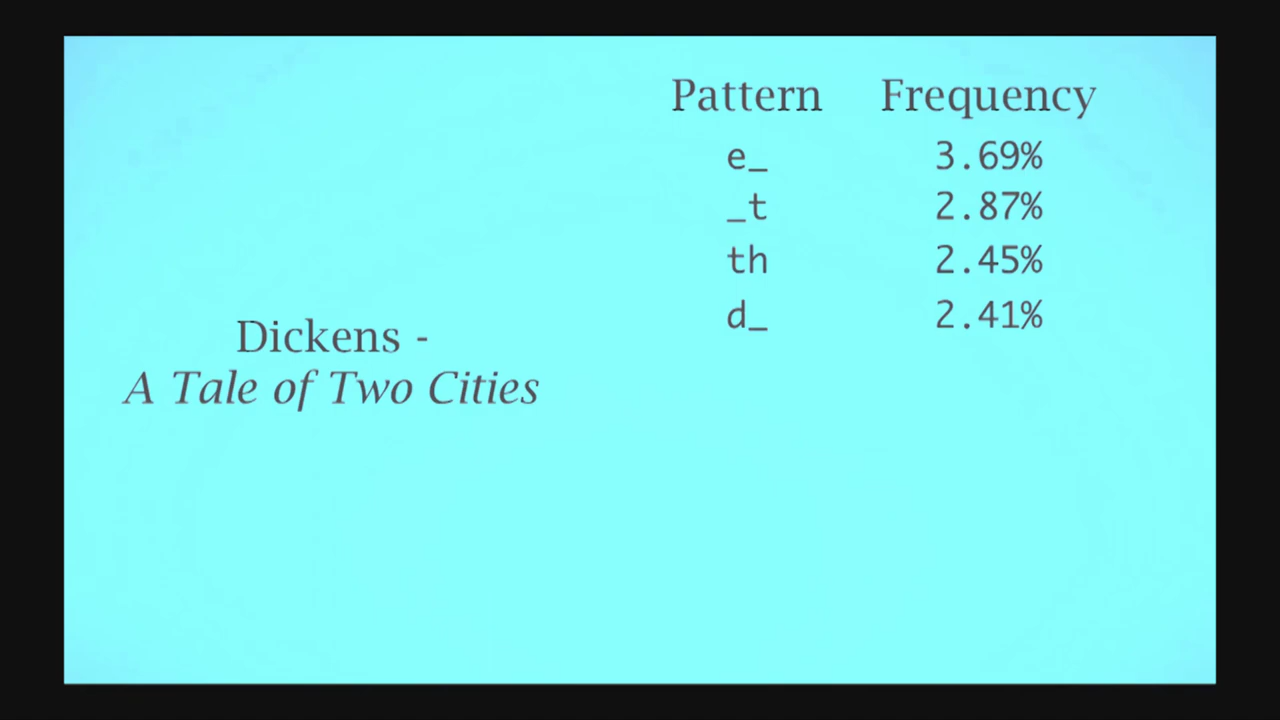 Pattern Frequency
e_ 3.69%
_t 2.87%
th 2.45%
d_ 2.41%
Dickens -
A Tale of Two Cities